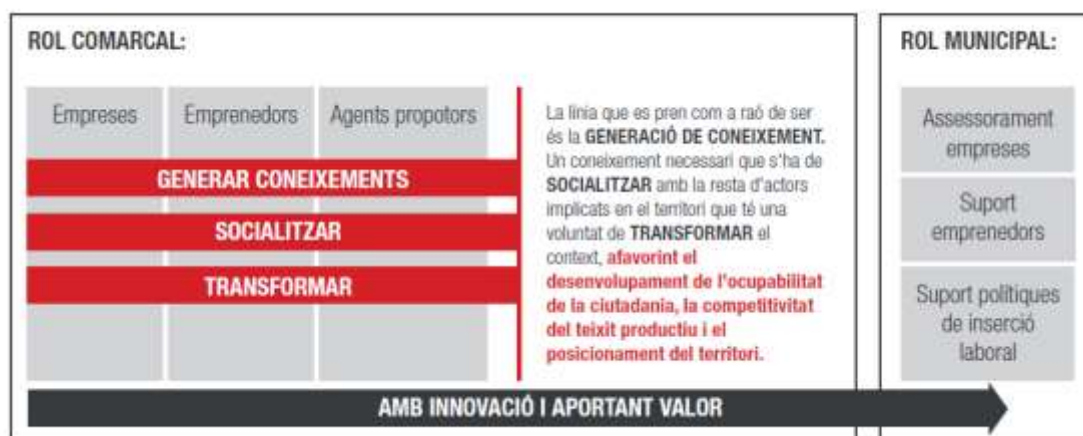 ROL COMARCAL:
Empreses
Emprenedors
Agents propotors
GENERAR CONEIXEMENTS
SOCIALITZAR
TRANSFORMAR
La línia que es pren com a raó de ser
és la GENERACIÓ DE CONEIXEMENT.
Un coneixement necessari que s'ha de
SOCIALITZAR amb la resta d'actors
implicats en el territori que té una
voluntat de TRANSFORMAR el
context, afavorint el
desenvolupament de l'ocupabilitat
de la ciutadania, la competitivitat
del teixit productiu i el
posicionament del territori.
ROL MUNICIPAL:
Assessorament
empreses
Suport
emprenedors
Suport polítiques
de inserció
laboral
AMB INNOVACIÓ I APORTANT VALOR